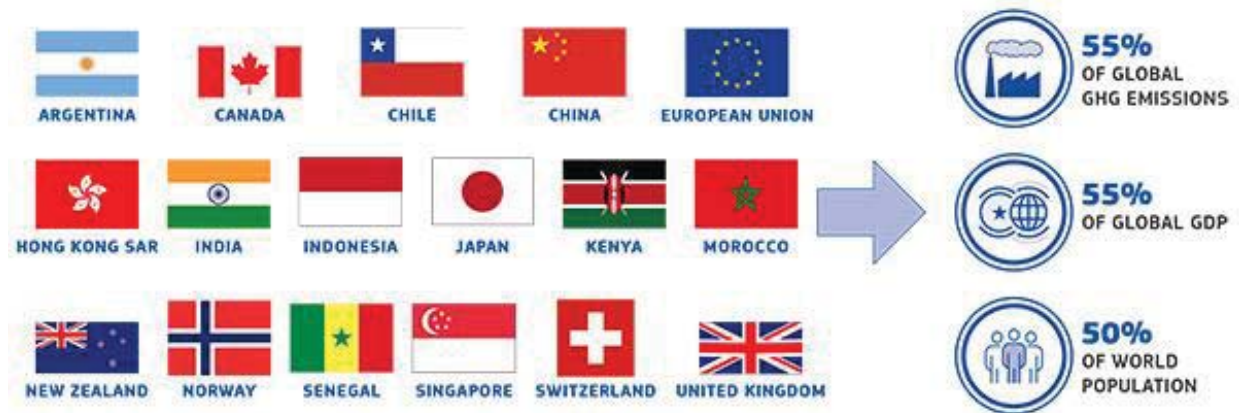 ARGENTINA CANADA CHILE CHINA EUROPEAN UNION
55%
OF GLOBAL
GHG EMISSIONS
HONG KONG SAR INDIA INDONESIA JAPAN KENYA MOROCCO
55%
OF GLOBAL GDP
NEW ZEALAND NORWAY SENEGAL SINGAPORE SWITZERLAND UNITED KINGDOM
50%
OF WORLD
POPULATION